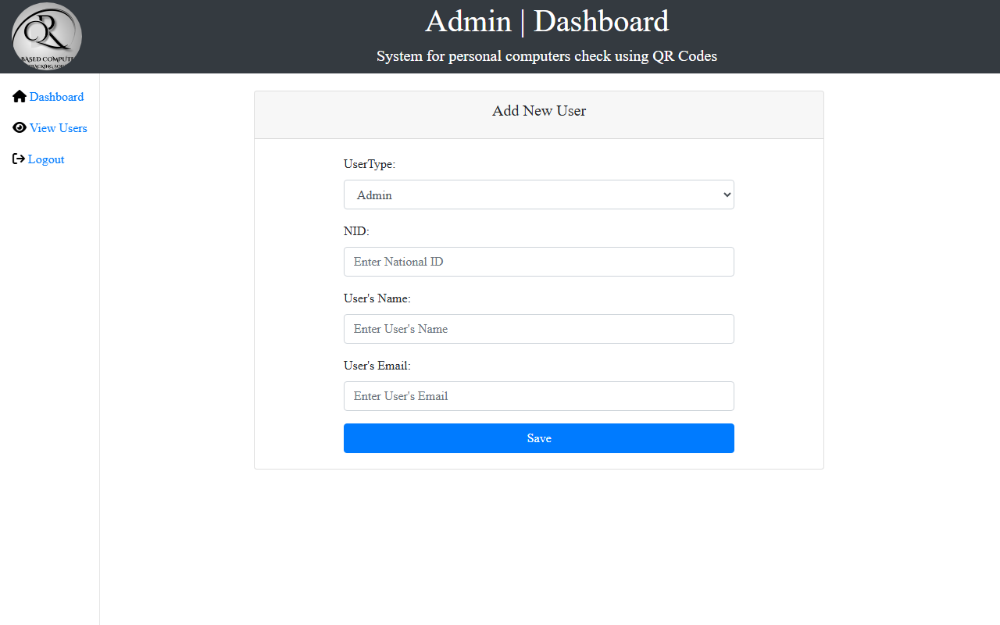 QR
BASED COMPUTE
Admin | Dashboard
System for personal computers check using QR Codes
Dashboard
View Users
Logout
Add New User
UserType:
Admin
NID:
Enter National ID
User's Name:
Enter User's Name
User's Email:
Enter User's Email
Save